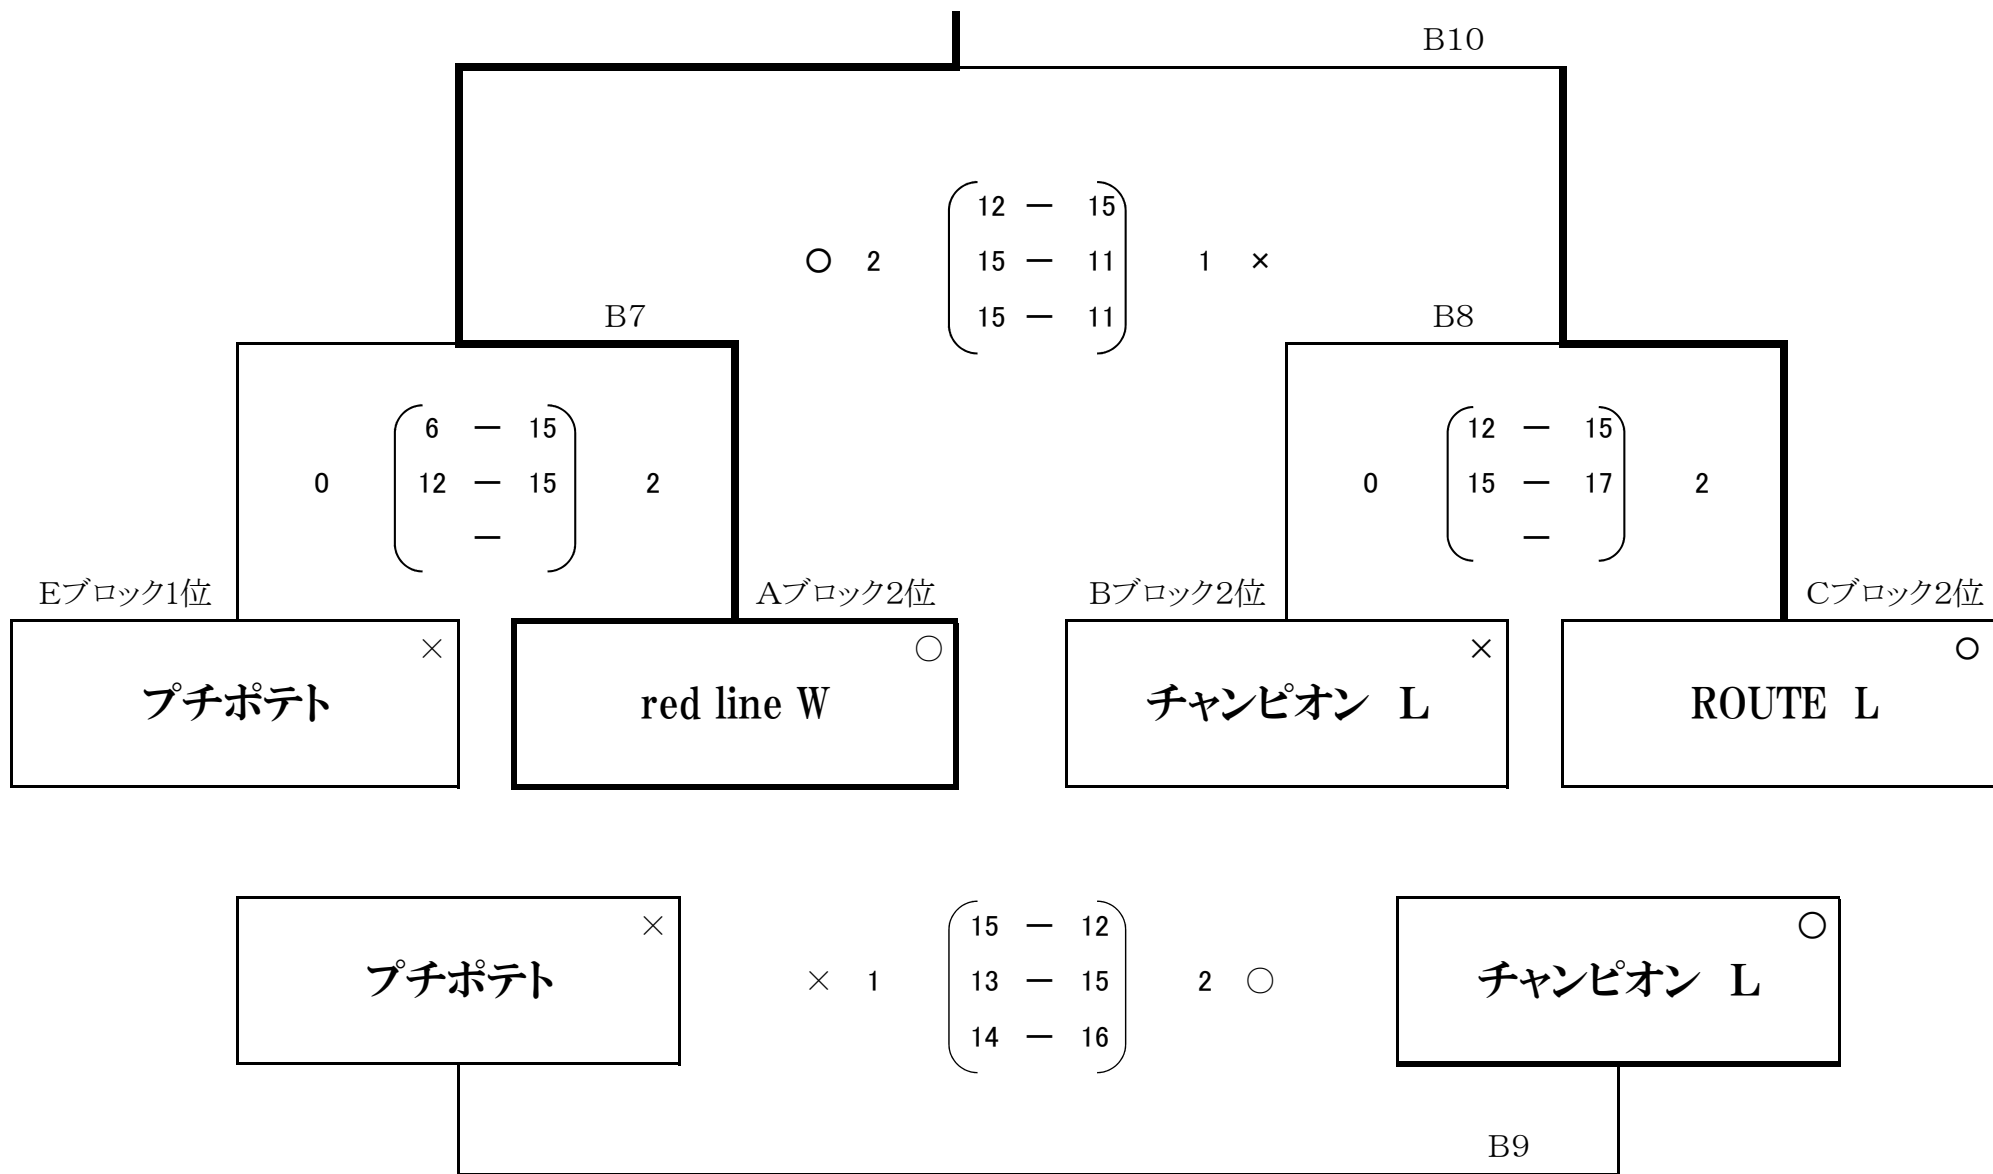 B10
12 ー 15
○ 2 15 ー 11 1 ×
15 ー 11
B7 B8
6 ー 15 12 ー 15
0 12 ー 15 2 0 15 ー 17 2
ー ー
Eブロック1位 Aブロック2位 Bブロック2位 Cブロック2位
× ○ × ○
プチポテト red line W チャンピオン L ROUTE L
× 15 ー 12 ○
プチポテト × 1 13 ー 15 2 ○ チャンピオン L
14 ー 16
B9